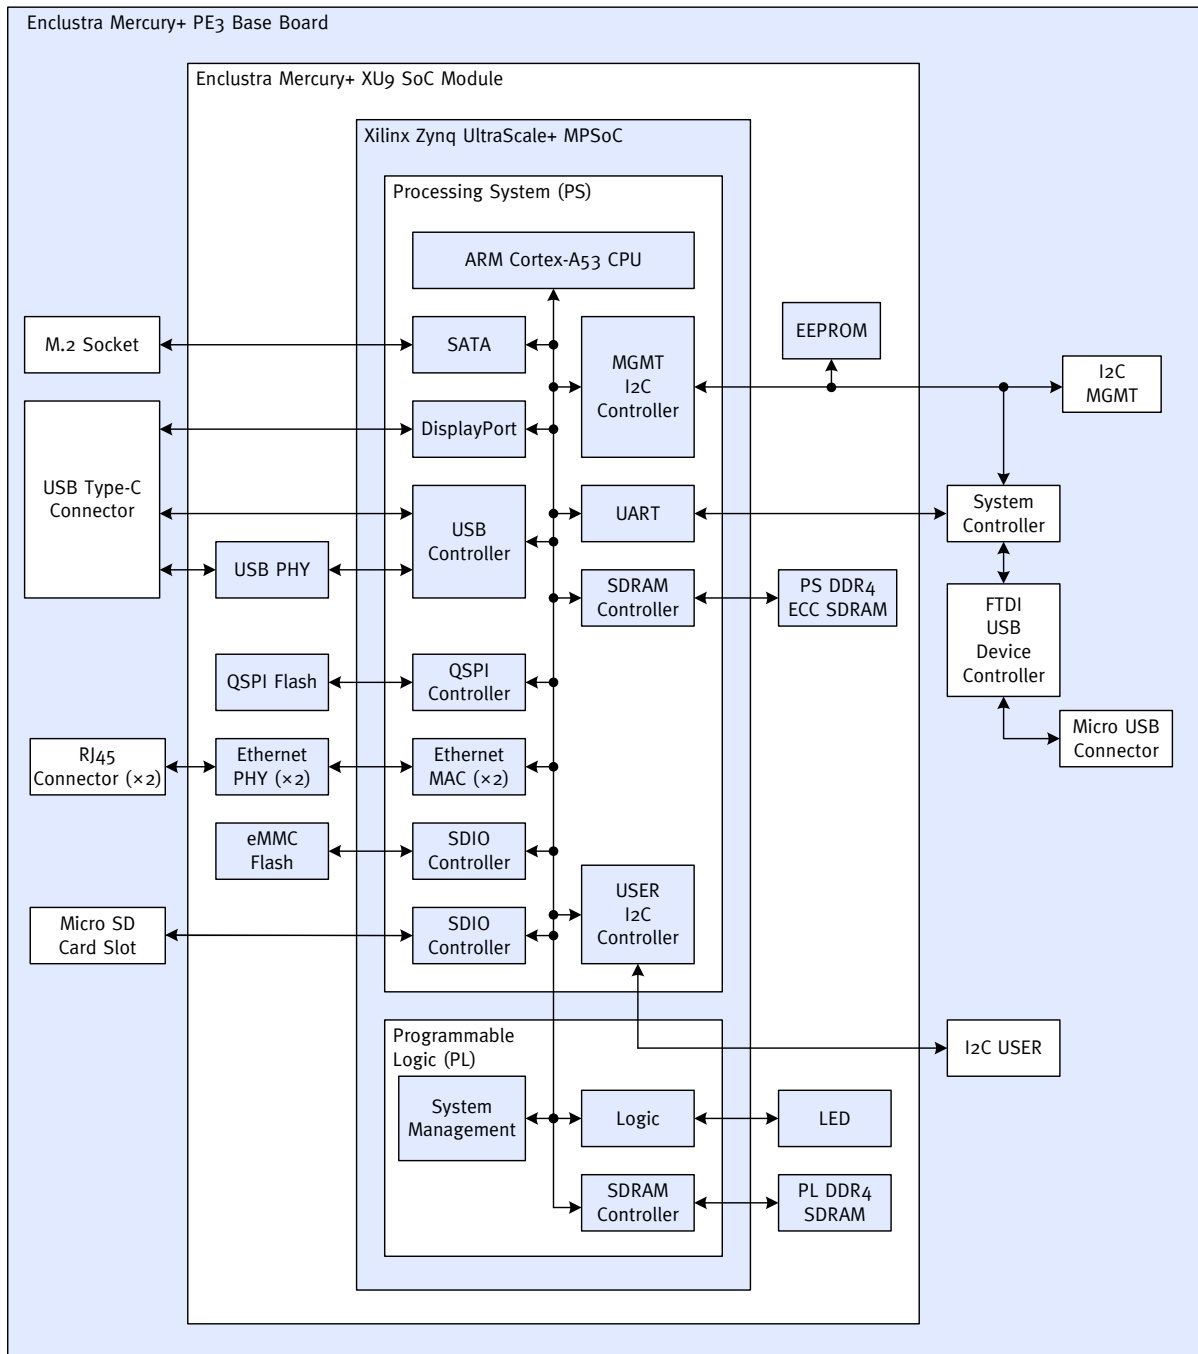 Enclustra Mercury+ PE3 Base Board
Enclustra Mercury+ XU9 SoC Module
Xilinx Zynq UltraScale+ MPSoC
Processing System (PS)
ARM Cortex-A53 CPU
M.2 Socket
SATA
MGMT
I2C
Controller
EEPROM
I2C
MGMT
DisplayPort
USB Type-C
Connector
USB
Controller
USB PHY
UART
System
Controller
SDRAM
Controller
PS DDR4
ECC SDRAM
FTDI
USB
Device
Controller
QSPI Flash
QSPI
Controller
Micro USB
Connector
RJ45
Connector (×2)
Ethernet
PHY (×2)
Ethernet
MAC (×2)
eMMC
Flash
SDIO
Controller
Micro SD
Card Slot
SDIO
Controller
USER
I2C
Controller
Programmable
Logic (PL)
I2C USER
System
Management
Logic
LED
SDRAM
Controller
PL DDR4
SDRAM